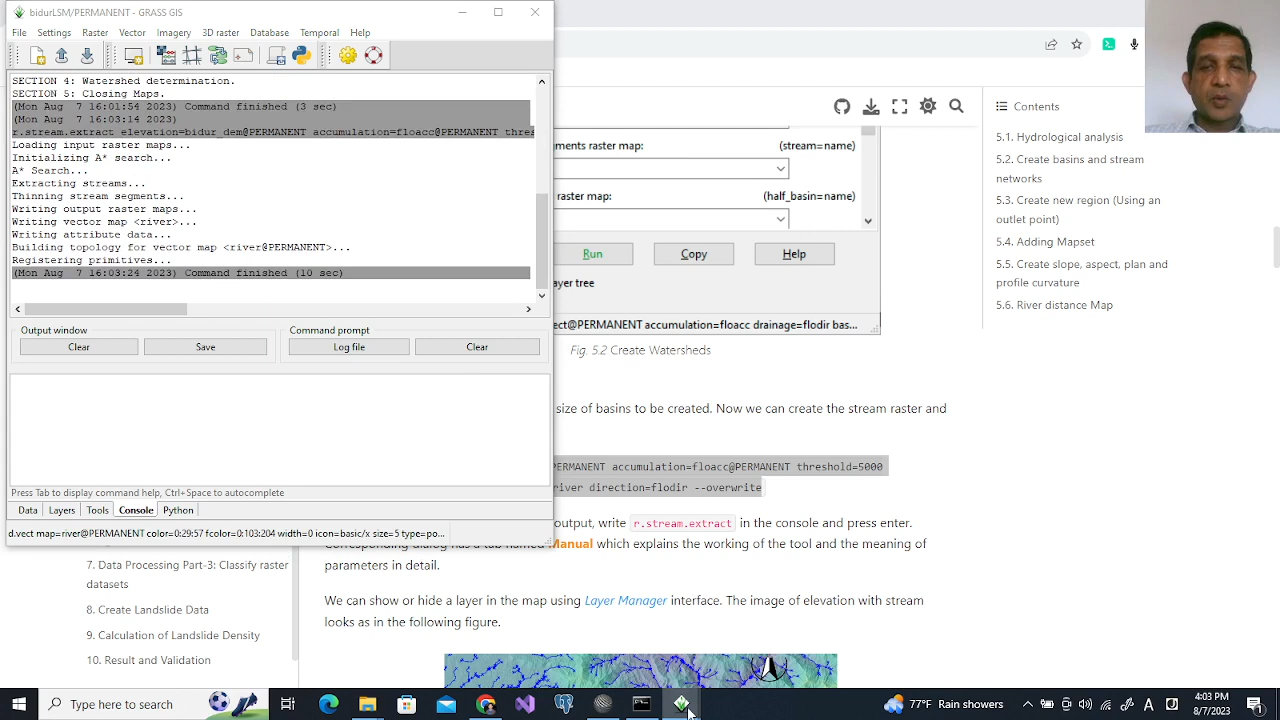 bidurLSM/PERMANENT - GRASS GIS
File Settings Raster Vector Imagery 3D raster Database Temporal Help
SECTION 4: Watershed determination.
SECTION 5: Closing Maps.
(Mon Aug  7 16:01:54 2023) Command finished (3 sec)
(Mon Aug  7 16:03:14 2023)
r.stream.extract elevation=bidur_dem@PERMANENT accumulation=floacc@PERMANENT thres
Loading input raster maps...
Initializing A* search...
A* Search...
Extracting streams...
Thinning stream segments...
Writing output raster maps...
Writing vector map <river>...
Writing attribute data...
Building topology for vector map <river@PERMANENT>...
Registering primitives...
(Mon Aug  7 16:03:24 2023) Command finished (10 sec)
Output window
Command prompt
Clear Save Log file Clear
Press Tab to display command help, Ctrl+Space to autocomplete
Data Layers Tools Console Python
d.vect map=river@PERMANENT color=0:29:57 fcolor=0:103:204 width=0 icon=basic/x size=5 type=po...
ments raster map: (stream=name)
raster map: (half_basin=name)
Run Copy Help
ayer tree
ect@PERMANENT accumulation=floacc drainage=flodir bas...
Fig. 5.2 Create Watersheds
size of basins to be created. Now we can create the stream raster and
PERMANENT accumulation=floacc@PERMANENT threshold=5000
river direction=flodir --overwrite
output, write r.stream.extract in the console and press enter.
Corresponding dialog has a tab named Manual which explains the working of the tool and the meaning of
parameters in detail.
We can show or hide a layer in the map using Layer Manager interface. The image of elevation with stream
looks as in the following figure.
Contents
5.1. Hydrological analysis
5.2. Create basins and stream
networks
5.3. Create new region (Using an
outlet point)
5.4. Adding Mapset
5.5. Create slope, aspect, plan and
profile curvature
5.6. River distance Map
7. Data Processing Part-3: Classify raster
datasets
8. Create Landslide Data
9. Calculation of Landslide Density
10. Result and Validation
Type here to search
77°F Rain showers
4:03 PM
8/7/2023